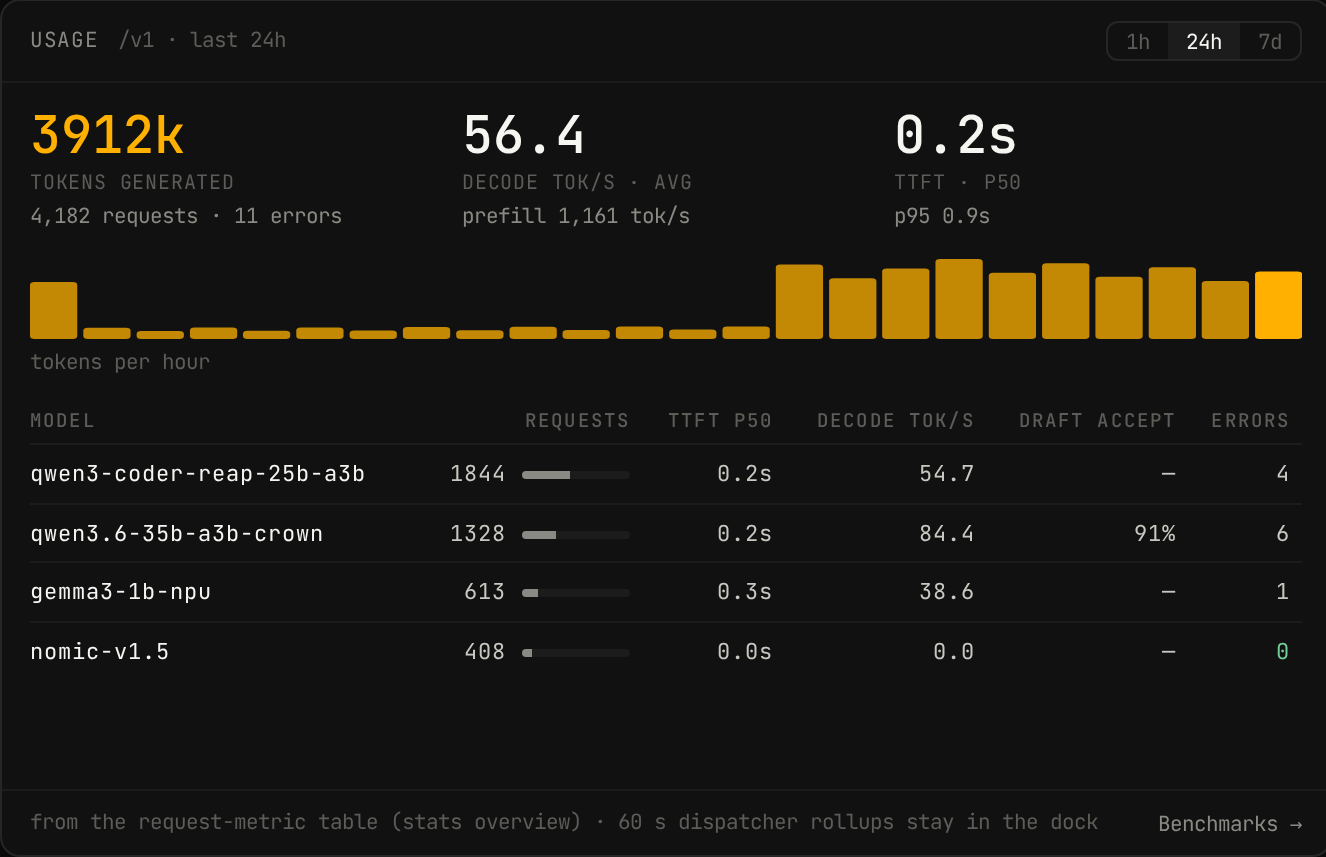 USAGE /v1 · last 24h 1h 24h 7d
3912k 56.4 0.2s
TOKENS GENERATED DECODE TOK/S · AVG TTFT · P50
4,182 requests · 11 errors prefill 1,161 tok/s p95 0.9s
tokens per hour
MODEL REQUESTS TTFT P50 DECODE TOK/S DRAFT ACCEPT ERRORS
qwen3-coder-reap-25b-a3b 1844 0.2s 54.7 — 4
qwen3.6-35b-a3b-crown 1328 0.2s 84.4 91% 6
gemma3-1b-npu 613 0.3s 38.6 — 1
nomic-v1.5 408 0.0s 0.0 — 0
from the request-metric table (stats overview) · 60 s dispatcher rollups stay in the dock Benchmarks →